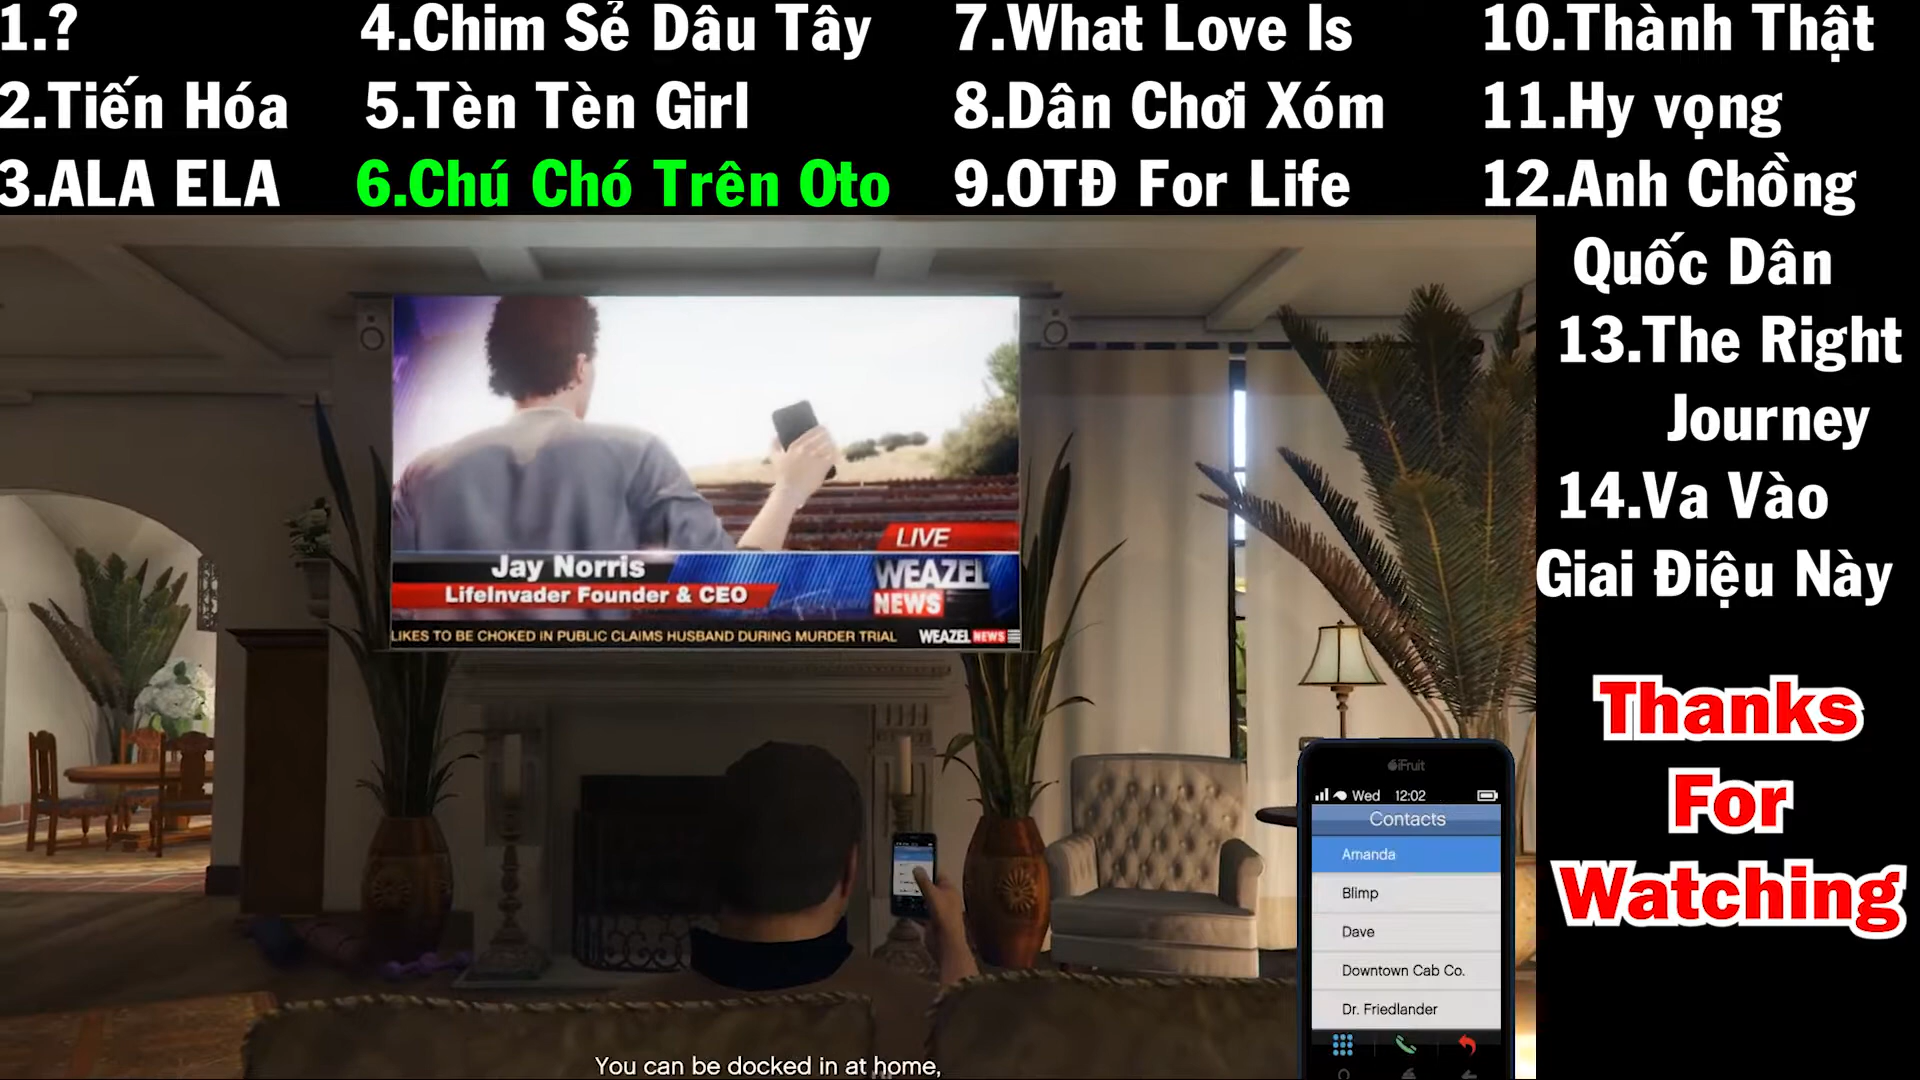 1.?
2.Tiến Hóa
3.ALA ELA
4.Chim Sẻ Dâu Tây
5.Tèn Tèn Girl
6.Chú Chó Trên Oto
7.What Love Is
8.Dân Chơi Xóm
9.OTĐ For Life
10.Thành Thật
11.Hy vọng
12.Anh Chồng
Quốc Dân
13.The Right
Journey
14.Va Vào
Giai Điệu Này
Thanks
For
Watching
LIVE
Jay Norris
LifeInvader Founder & CEO
WEAZEL
NEWS
LIKES TO BE CHOKED IN PUBLIC CLAIMS HUSBAND DURING MURDER TRIAL
WEAZEL NEWS
iFruit
Wed 12:02
Contacts
Amanda
Blimp
Dave
Downtown Cab Co.
Dr. Friedlander
You can be docked in at home,